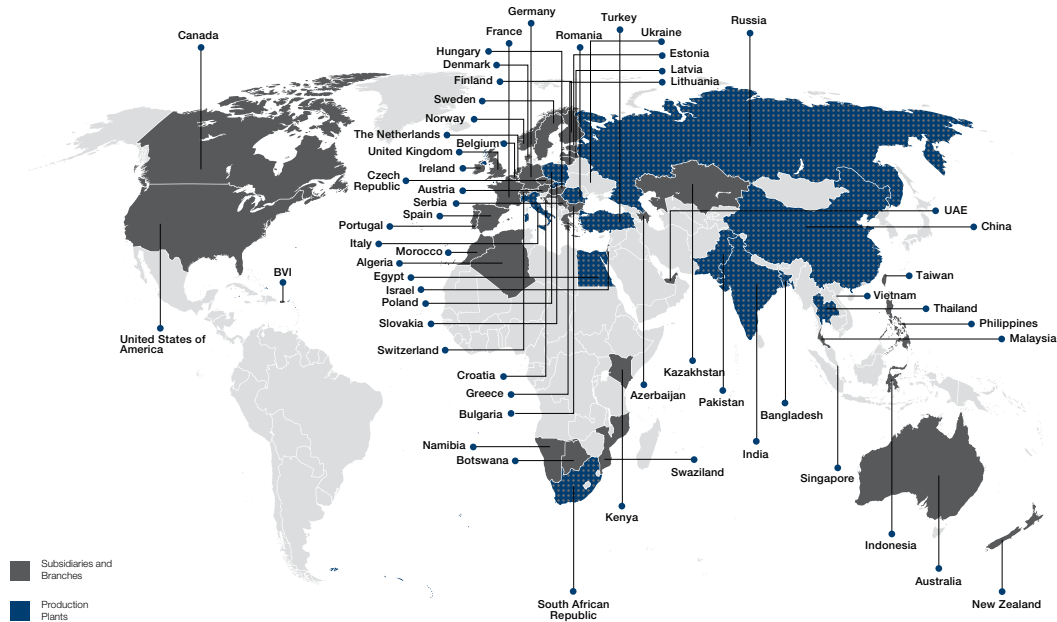 Germany
Turkey
Russia
Canada
France
Romania
Ukraine
Hungary
Estonia
Denmark
Latvia
Finland
Lithuania
Sweden
Norway
The Netherlands
Belgium
United Kingdom
Ireland
Czech
Republic
Austria
Serbia
Spain
UAE
Portugal
China
Italy
Morocco
Algeria
BVI
Egypt
Taiwan
Israel
Vietnam
Poland
Thailand
Slovakia
Philippines
United States of
America
Malaysia
Switzerland
Kazakhstan
Croatia
Azerbaijan
Greece
Pakistan
Bulgaria
Bangladesh
Namibia
India
Botswana
Swaziland
Singapore
Kenya
Indonesia
Subsidiaries and
Branches
Australia
South African
Republic
New Zealand
Production
Plants